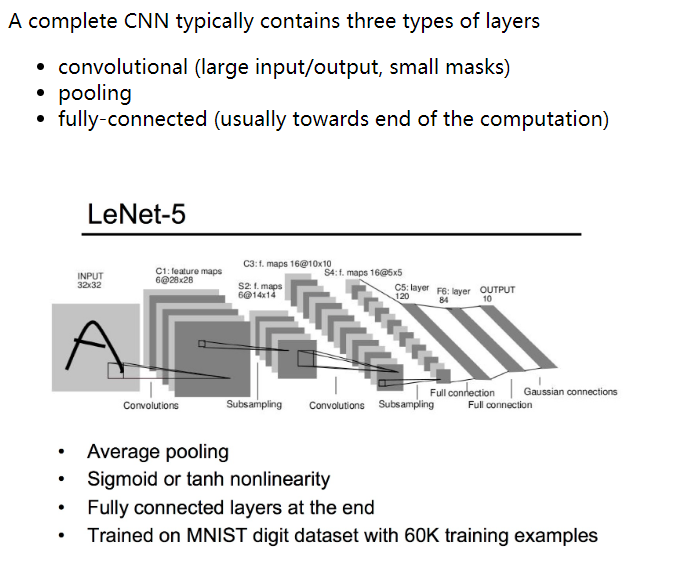 A complete CNN typically contains three types of layers
• convolutional (large input/output, small masks)
• pooling
• fully-connected (usually towards end of the computation)
LeNet-5
INPUT
32x32
C1: feature maps
6@28x28
S2: f. maps
6@14x14
C3: f. maps 16@10x10
S4: f. maps 16@5x5
C5: layer
120
F6: layer
84
OUTPUT
10
A
Convolutions
Subsampling
Convolutions
Subsampling
Full connection
Full connection
Gaussian connections
• Average pooling
• Sigmoid or tanh nonlinearity
• Fully connected layers at the end
• Trained on MNIST digit dataset with 60K training examples